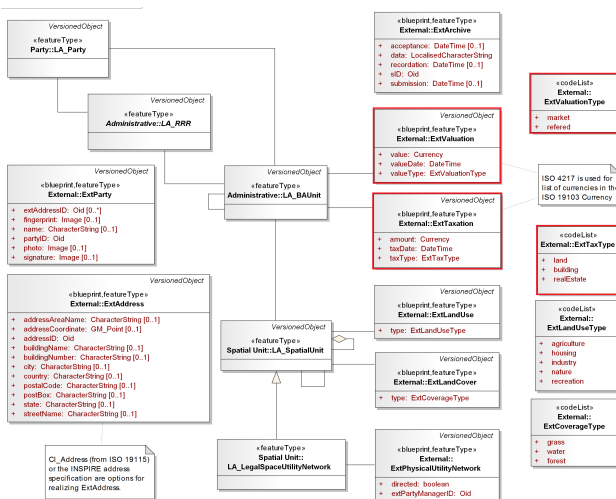 VersionedObject
«featureType»
Party::LA_Party
VersionedObject
«featureType»
Administrative::LA_RRR
VersionedObject
«blueprint,featureType»
External::ExtParty
+ extAddressID: Oid [0..*]
+ fingerprint: Image [0..1]
+ name: CharacterString [0..1]
+ partyID: Oid
+ photo: Image [0..1]
+ signature: Image [0..1]
VersionedObject
«blueprint,featureType»
External::ExtAddress
+ addressAreaName: CharacterString [0..1]
+ addressCoordinate: GM_Point [0..1]
+ addressID: Oid
+ buildingName: CharacterString [0..1]
+ buildingNumber: CharacterString [0..1]
+ city: CharacterString [0..1]
+ country: CharacterString [0..1]
+ postalCode: CharacterString [0..1]
+ postBox: CharacterString [0..1]
+ state: CharacterString [0..1]
+ streetName: CharacterString [0..1]
CI_Address (from ISO 19115)
or the INSPIRE address
specification are options for
realizing ExtAddress.
VersionedObject
«featureType»
Administrative::LA_BAUnit
VersionedObject
«featureType»
Spatial Unit::LA_SpatialUnit
«featureType»
Spatial Unit::
LA_LegalSpaceUtilityNetwork
«blueprint,featureType»
External::ExtArchive
+ acceptance: DateTime [0..1]
+ data: LocalisedCharacterString
+ recordation: DateTime [0..1]
+ sID: Oid
+ submission: DateTime [0..1]
VersionedObject
«blueprint,featureType»
External::ExtValuation
+ value: Currency
+ valueDate: DateTime
+ valueType: ExtValuationType
VersionedObject
«blueprint,featureType»
External::ExtTaxation
+ amount: Currency
+ taxDate: DateTime
+ taxType: ExtTaxType
VersionedObject
«blueprint,featureType»
External::ExtLandUse
+ type: ExtLandUseType
VersionedObject
«blueprint,featureType»
External::ExtLandCover
+ type: ExtCoverageType
VersionedObject
«blueprint,featureType»
External::
ExtPhysicalUtilityNetwork
+ directed: boolean
+ extPartyManagerID: Oid
«codeList»
External::
ExtValuationType
+ market
+ refered
ISO 4217 is used for
list of currencies in the
ISO 19103 Currency
«codeList»
External::ExtTaxType
+ land
+ building
+ realEstate
«codeList»
External::
ExtLandUseType
+ agriculture
+ housing
+ industry
+ nature
+ recreation
«codeList»
External::
ExtCoverageType
+ grass
+ water
+ forest